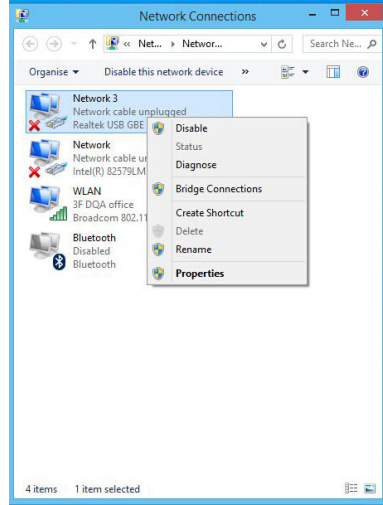 Network Connections
« Net... Networ... Search Ne...
Organise Disable this network device »
Network 3
Network cable unplugged
Realtek USB GBE
Network
Network cable un
Intel(R) 82579LM
WLAN
3F DQA office
Broadcom 802.11
Bluetooth
Disabled
Bluetooth
Disable
Status
Diagnose
Bridge Connections
Create Shortcut
Delete
Rename
Properties
4 items 1 item selected